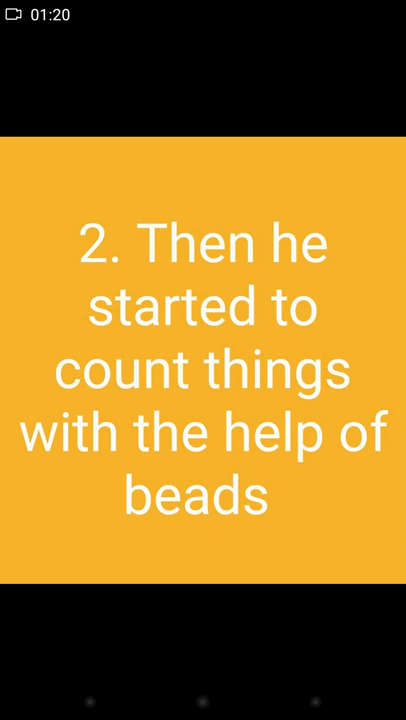 01:20
2. Then he
started to
count things
with the help of
beads